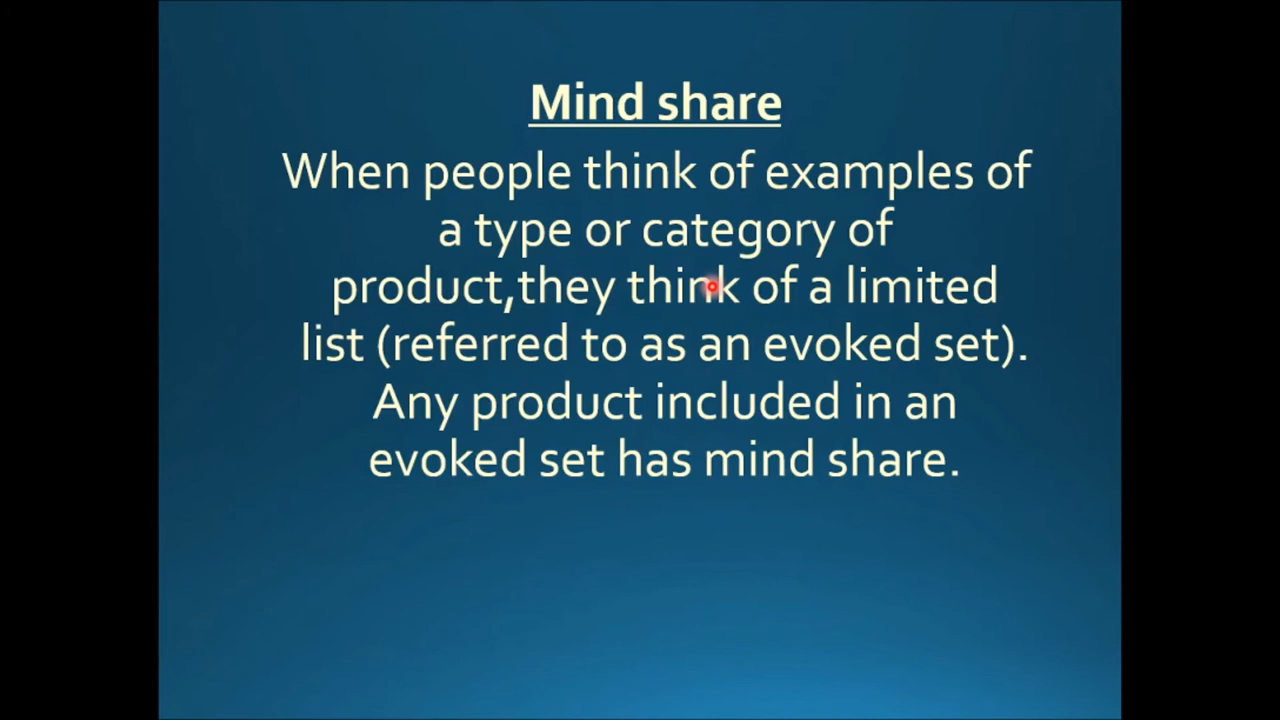 Mind share
When people think of examples of
a type or category of
product,they think of a limited
list (referred to as an evoked set).
Any product included in an
evoked set has mind share.